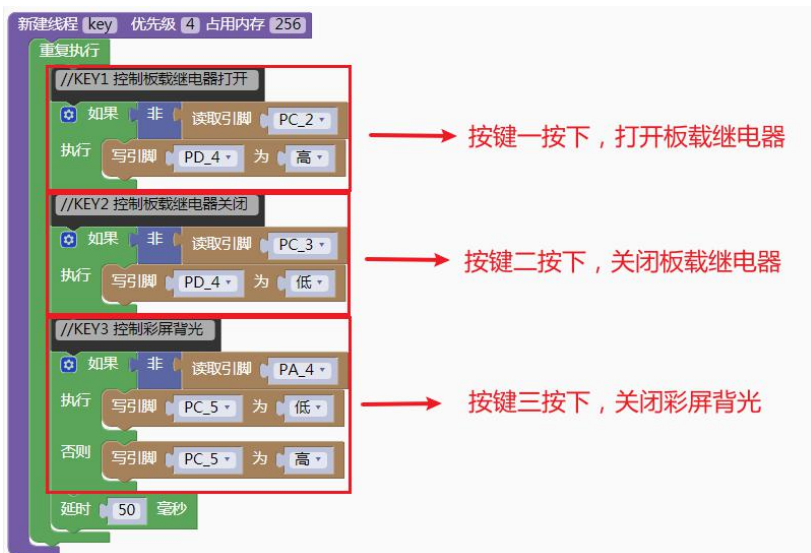 新建线程 key 优先级 4 占用内存 256
重复执行
//KEY1 控制板载继电器打开
如果 非 读取引脚 PC_2
执行 写引脚 PD_4 为 高
按键一按下，打开板载继电器
//KEY2 控制板载继电器关闭
如果 非 读取引脚 PC_3
执行 写引脚 PD_4 为 低
按键二按下，关闭板载继电器
//KEY3 控制彩屏背光
如果 非 读取引脚 PA_4
执行 写引脚 PC_5 为 低
否则 写引脚 PC_5 为 高
按键三按下，关闭彩屏背光
延时 50 毫秒